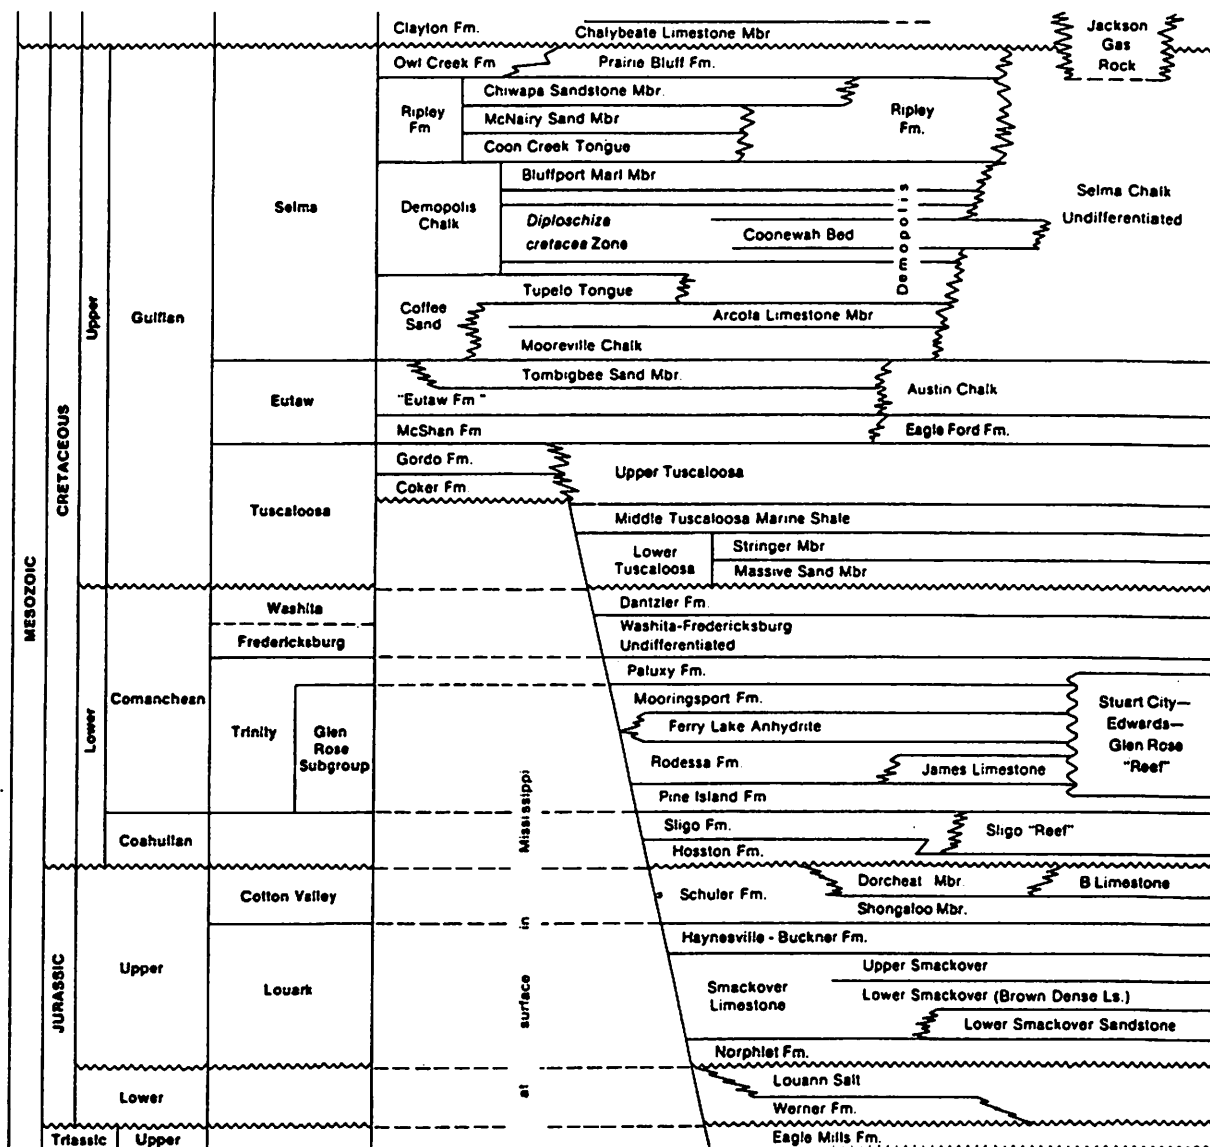 Clayton Fm.
Chalybeate Limestone Mbr
Jackson
Gas
Rock
Owl Creek Fm
Prairie Bluff Fm.
Chiwapa Sandstone Mbr.
Ripley
Fm
McNairy Sand Mbr
Ripley
Fm.
Coon Creek Tongue
Selma
Demopolis
Chalk
Bluffport Marl Mbr
Diploschiza
cretacea Zone
Coonewah Bed
Demopolis
Selma Chalk
Undifferentiated
Tupelo Tongue
Coffee
Sand
Arcola Limestone Mbr
Mooreville Chalk
MESOZOIC
CRETACEOUS
Upper
Gulfian
Eutaw
Tombigbee Sand Mbr.
"Eutaw Fm"
Austin Chalk
McShan Fm
Eagle Ford Fm.
Tuscaloosa
Gordo Fm.
Coker Fm
Upper Tuscaloosa
Middle Tuscaloosa Marine Shale
Lower
Tuscaloosa
Stringer Mbr
Massive Sand Mbr
Lower
Comanchean
Washita
Dantzler Fm.
Fredericksburg
Washita-Fredericksburg
Undifferentiated
Trinity
Paluxy Fm.
Glen
Rose
Subgroup
Mooringsport Fm.
Ferry Lake Anhydrite
Stuart City—
Edwards—
Glen Rose
"Reef"
Rodessa Fm.
James Limestone
Pine Island Fm
Coahuilan
Sligo Fm.
Sligo "Reef"
Hosston Fm.
at surface in Mississippi
JURASSIC
Upper
Cotton Valley
Schuler Fm.
Dorcheat Mbr.
B Limestone
Shongaloo Mbr.
Louark
Haynesville - Buckner Fm.
Smackover
Limestone
Upper Smackover
Lower Smackover (Brown Dense Ls.)
Lower Smackover Sandstone
Norphlet Fm.
Lower
Louann Salt
Werner Fm.
Triassic
Upper
Eagle Mills Fm.